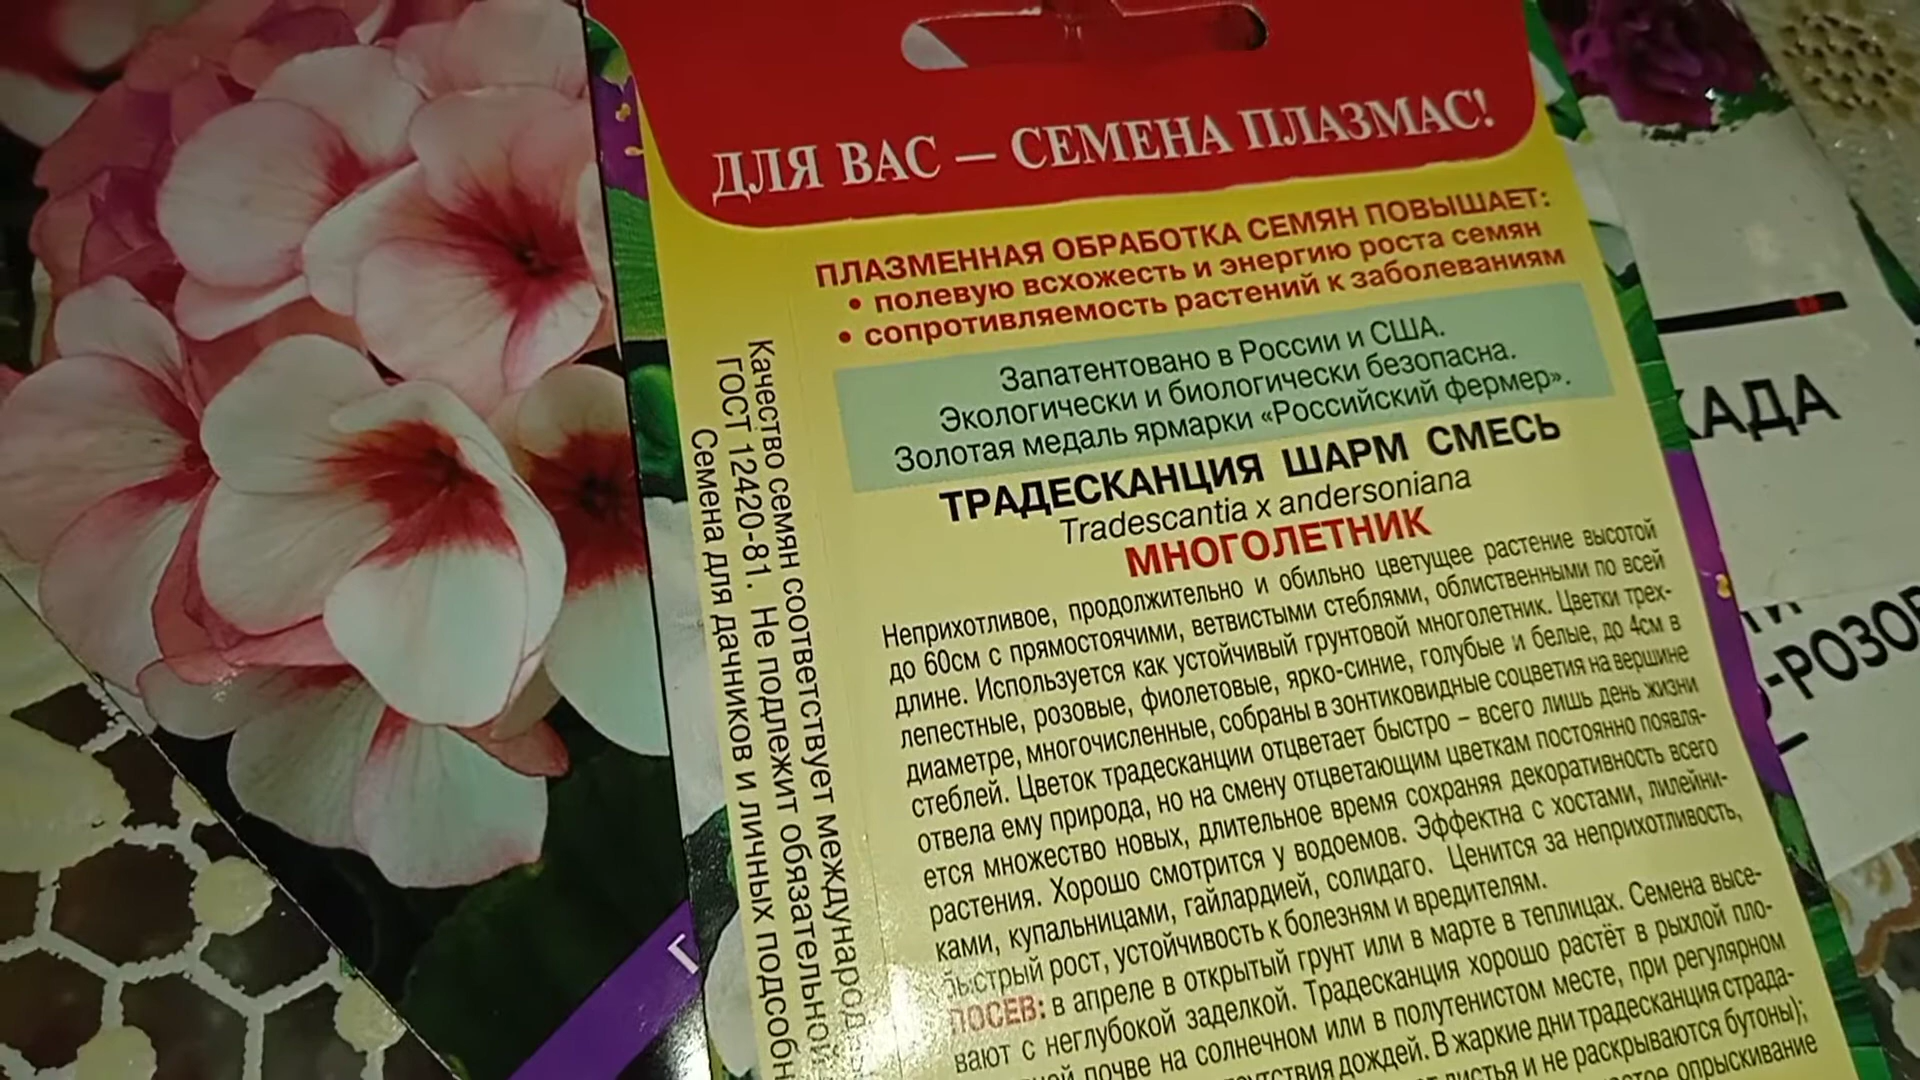 ДЛЯ ВАС – СЕМЕНА ПЛАЗМАС!
ПЛАЗМЕННАЯ ОБРАБОТКА СЕМЯН ПОВЫШАЕТ:
• полевую всхожесть и энергию роста семян
• сопротивляемость растений к заболеваниям
Запатентовано в России и США.
Экологически и биологически безопасна.
Золотая медаль ярмарки «Российский фермер».
ТРАДЕСКАНЦИЯ ШАРМ СМЕСЬ
Tradescantia x andersoniana
МНОГОЛЕТНИК
Неприхотливое, продолжительно и обильно цветущее растение высотой
до 60см с прямостоячими, ветвистыми стеблями, облиственными по всей
длине. Используется как устойчивый грунтовой многолетник. Цветки трех-
лепестные, розовые, фиолетовые, ярко-синие, голубые и белые, до 4см в
диаметре, многочисленные, собраны в зонтиковидные соцветия на вершине
стеблей. Цветок традесканции отцветает быстро – всего лишь день жизни
отвела ему природа, но на смену отцветающим цветкам постоянно появля-
ется множество новых, длительное время сохраняя декоративность всего
растения. Хорошо смотрится у водоемов. Эффектна с хостами, лилейни-
ками, купальницами, гайлардией, солидаго. Ценится за неприхотливость,
быстрый рост, устойчивость к болезням и вредителям.
ПОСЕВ: в апреле в открытый грунт или в марте в теплицах. Семена высе-
вают с неглубокой заделкой. Традесканция хорошо растёт в рыхлой пло-
почве на солнечном или в полутенистом месте, при регулярном
дождей. В жаркие дни традесканция страда-
листья и не раскрываются бутоны);
опрыскивание
Качество семян соответствует
ГОСТ 12420-81. Не подлежит обязательной
Семена для дачников и личных
КАДА
-РОЗОВ